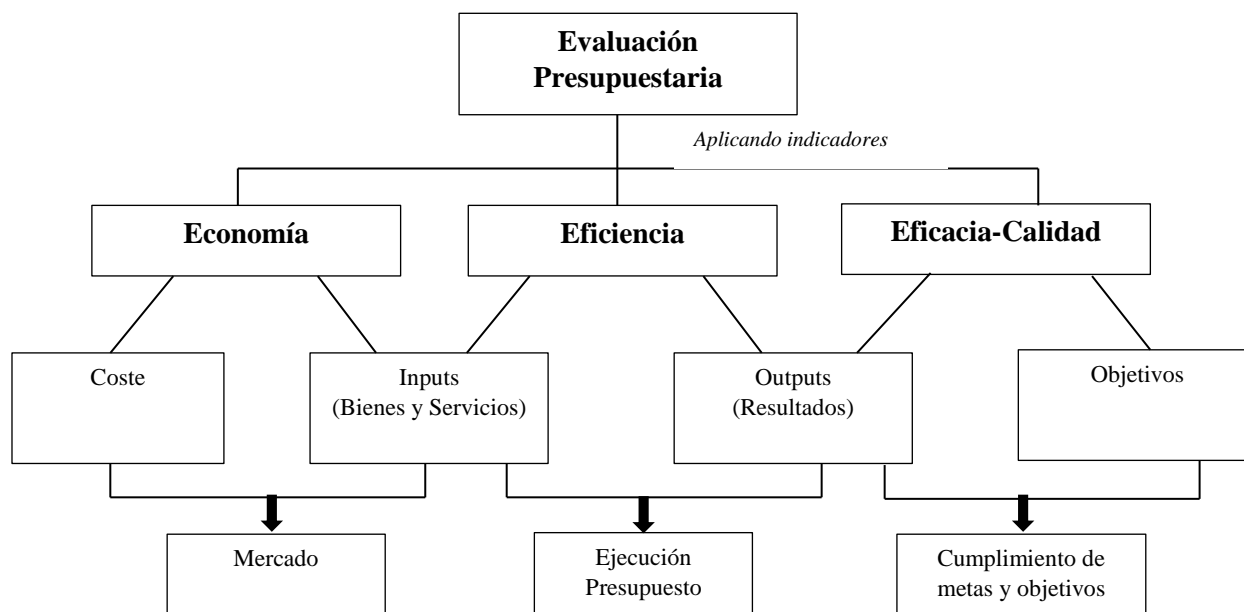 Evaluación
Presupuestaria
Aplicando indicadores
Economía
Eficiencia
Eficacia-Calidad
Coste
Inputs
(Bienes y Servicios)
Outputs
(Resultados)
Objetivos
Mercado
Ejecución
Presupuesto
Cumplimiento de
metas y objetivos